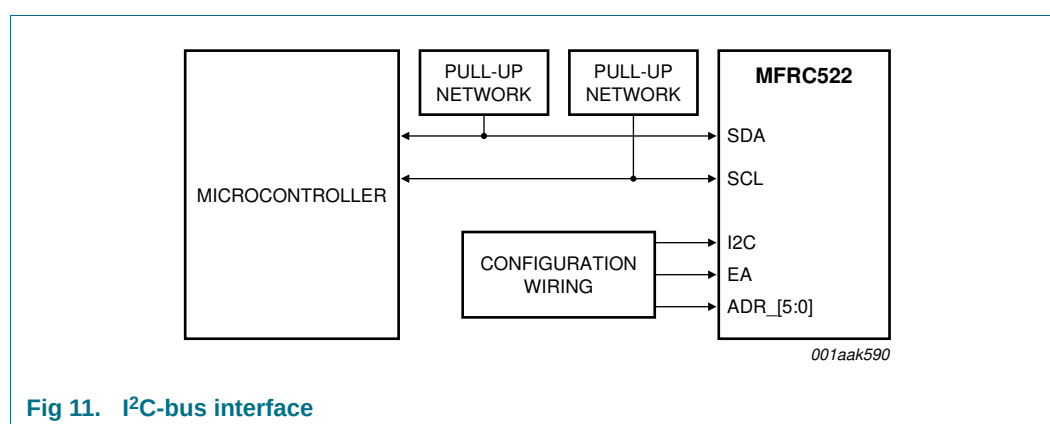 PULL-UP
NETWORK
PULL-UP
NETWORK
MFRC522
SDA
SCL
MICROCONTROLLER
I2C
CONFIGURATION
WIRING
EA
ADR_[5:0]
001aak590
Fig 11. I²C-bus interface